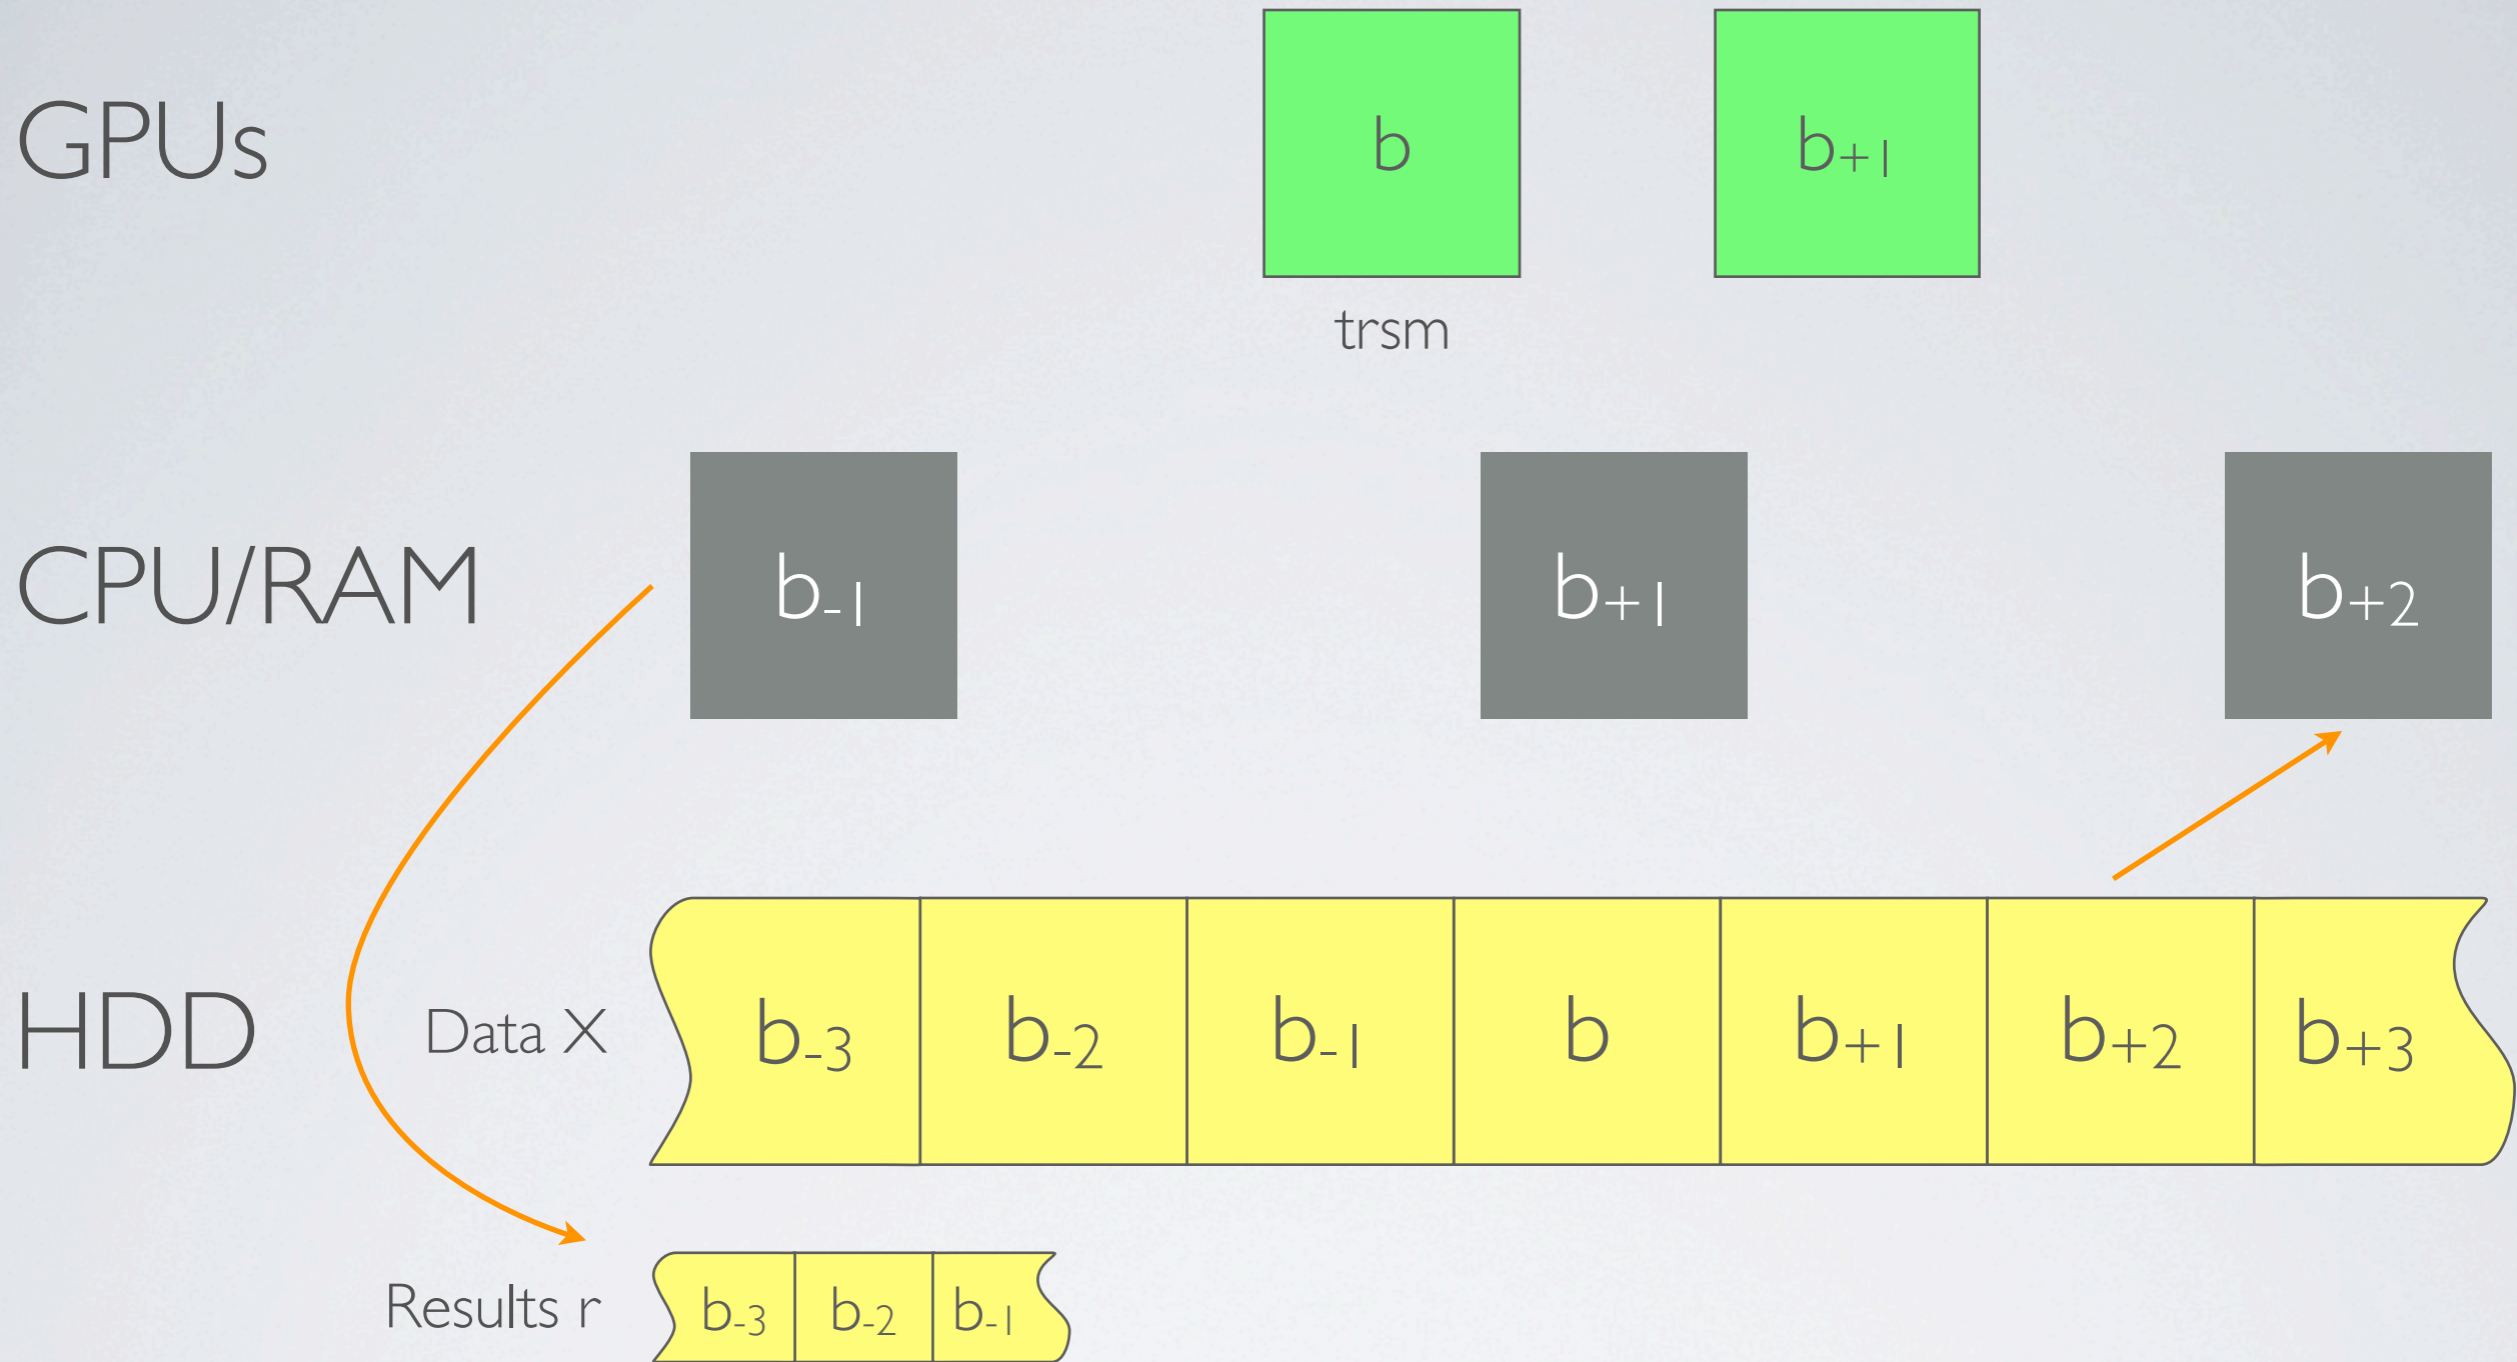 GPUs b b+1
trsm
CPU/RAM b-1 b+1 b+2
HDD Data X b-3 b-2 b-1 b b+1 b+2 b+3
Results r b-3 b-2 b-1